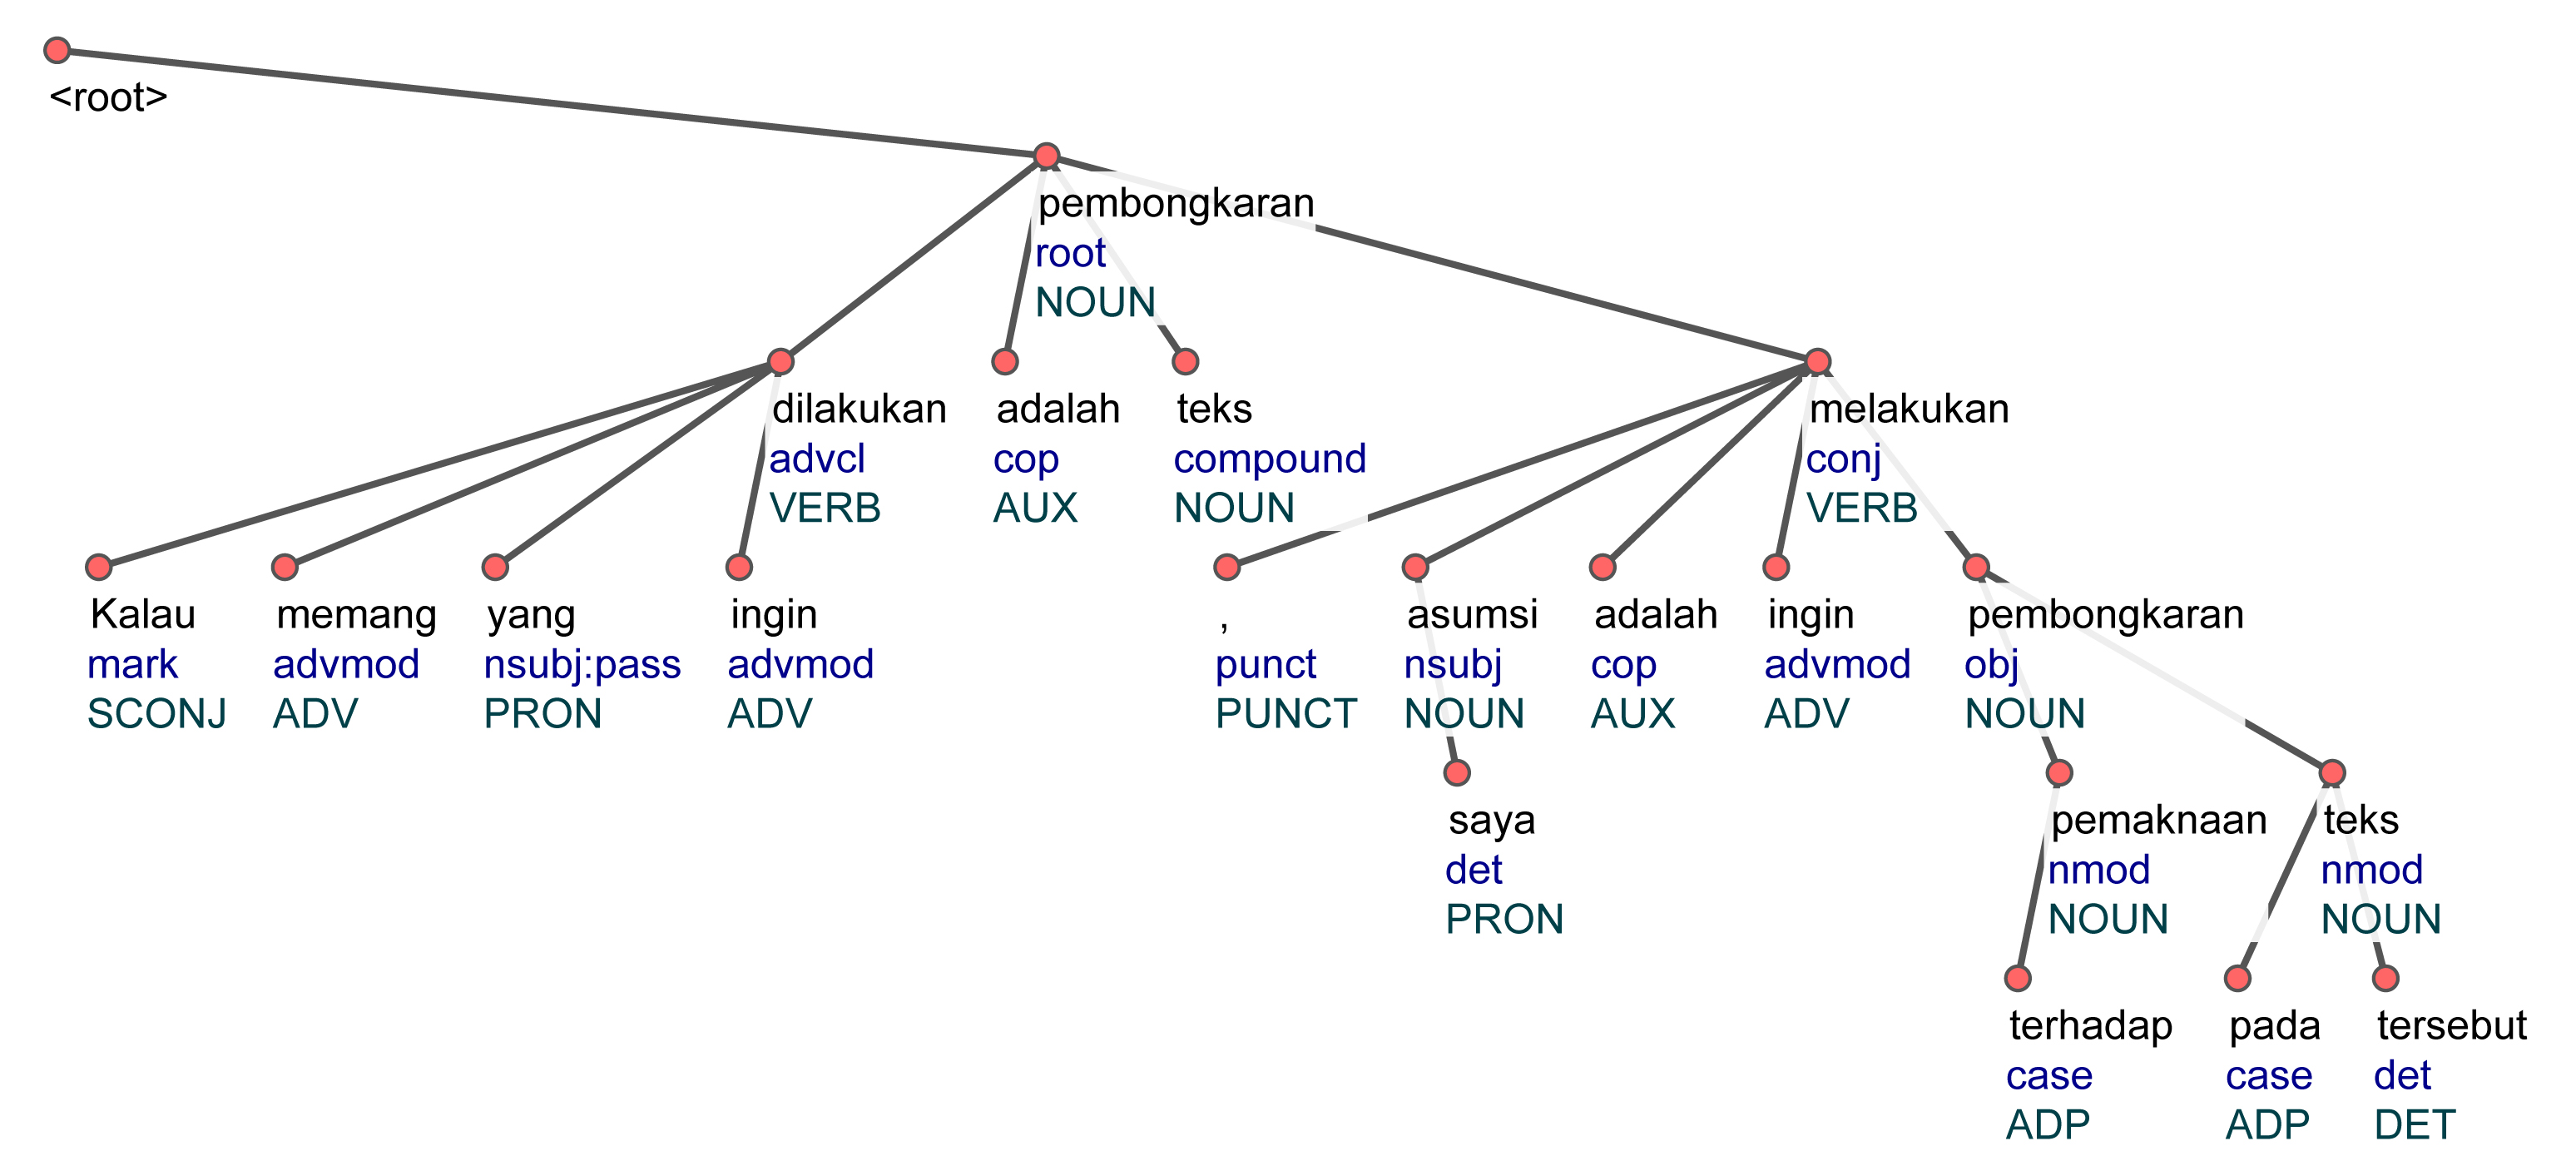 <root>
pembongkaran
root
NOUN
dilakukan adalah teks melakukan
advcl cop compound conj
VERB AUX NOUN VERB
Kalau memang yang ingin , asumsi adalah ingin pembongkaran
mark advmod nsubj:pass advmod punct nsubj cop advmod obj
SCONJ ADV PRON ADV PUNCT NOUN AUX ADV NOUN
saya pemaknaan teks
det nmod nmod
PRON NOUN NOUN
terhadap pada tersebut
case case det
ADP ADP DET